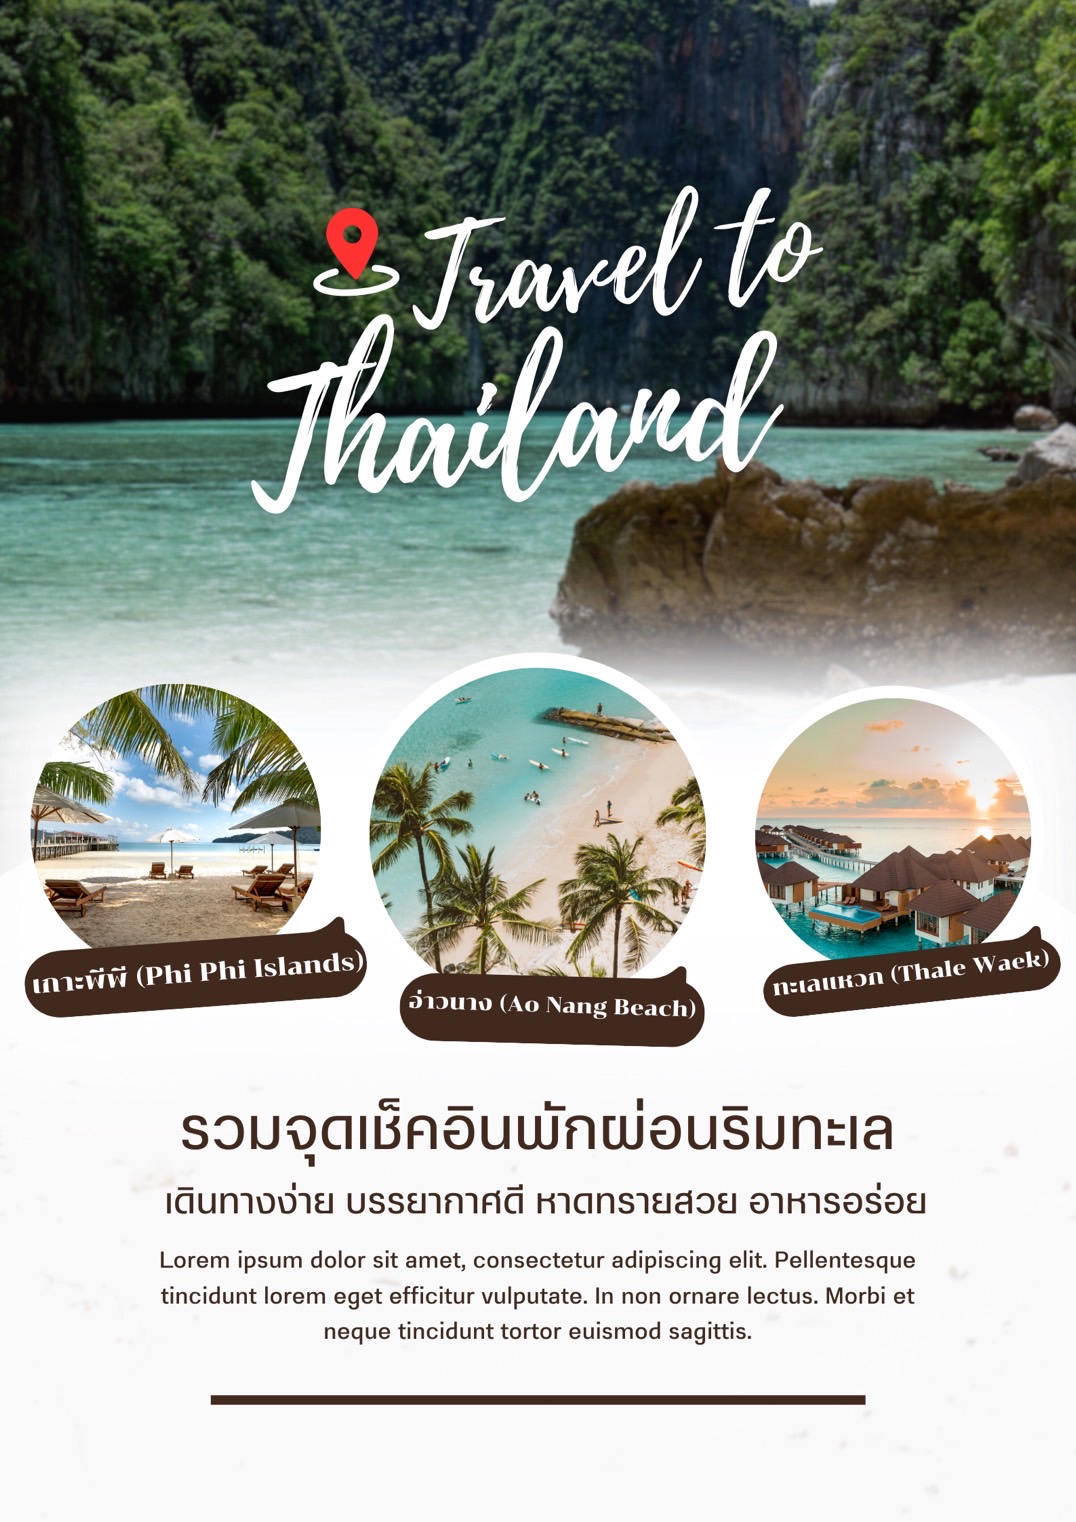 Travel to
Thailand
เกาะพีพี (Phi Phi Islands)
อ่าวนาง (Ao Nang Beach)
ทะเลแหวก (Thale Waek)
รวมจุดเช็คอินพักผ่อนริมทะเล
เดินทางง่าย บรรยากาศดี หาดทรายสวย อาหารอร่อย
Lorem ipsum dolor sit amet, consectetur adipiscing elit. Pellentesque
tincidunt lorem eget efficitur vulputate. In non ornare lectus. Morbi et
neque tincidunt tortor euismod sagittis.